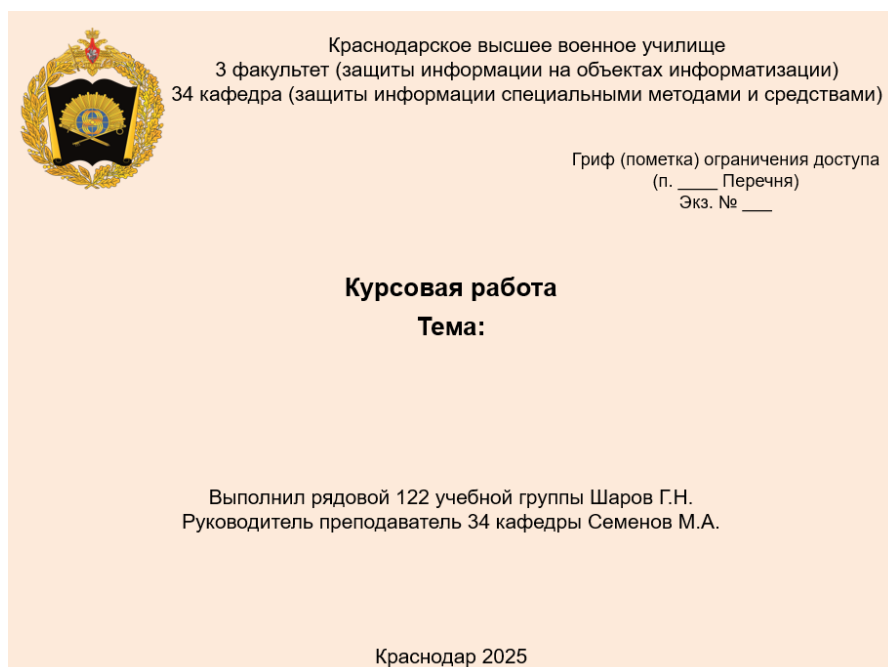 Краснодарское высшее военное училище
3 факультет (защиты информации на объектах информатизации)
34 кафедра (защиты информации специальными методами и средствами)
Гриф (пометка) ограничения доступа
(п. ____ Перечня)
Экз. № ___
Курсовая работа
Тема:
Выполнил рядовой 122 учебной группы Шаров Г.Н.
Руководитель преподаватель 34 кафедры Семенов М.А.
Краснодар 2025